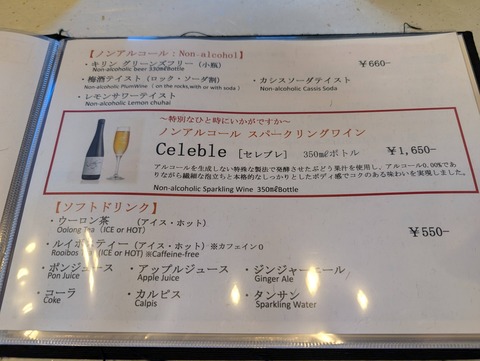 【ノンアルコール：Non-alcohol】
・キリン グリーンズフリー（小瓶） ￥660-
Non-alcoholic beer 330㎖Bottle
・梅酒テイスト（ロック・ソーダ割） ・カシスソーダテイスト
Non-alcoholic PlumWine （on the rocks,with or with soda ） Non-alcoholic Cassis Soda
・レモンサワーテイスト
Non-alcoholic Lemon chuhai
～特別なひと時にいかがですか～
ノンアルコール スパークリングワイン
Celeble ［セレブレ］ 350㎖ボトル ￥1,650-
アルコールを生成しない特殊な製法で発酵させたぶどう果汁を使用し、アルコール0.00%であ
りながら繊細な泡立ちと本格的なしっかりとしたボディ感でコクのある味わいを実現しました。
Non-alcoholic Sparkling Wine 350㎖Bottle
【ソフトドリンク】
・ウーロン茶 （アイス・ホット） ￥550-
Oolong Tea（ICE or HOT）
・ルイボスティー（アイス・ホット）※カフェイン０
Rooibos （ICE or HOT）※Caffeine-free
・ポンジュース ・アップルジュース ・ジンジャーエール
Pon Juice Apple Juice Ginger Ale
・コーラ ・カルピス ・タンサン
Coke Calpis Sparkling Water